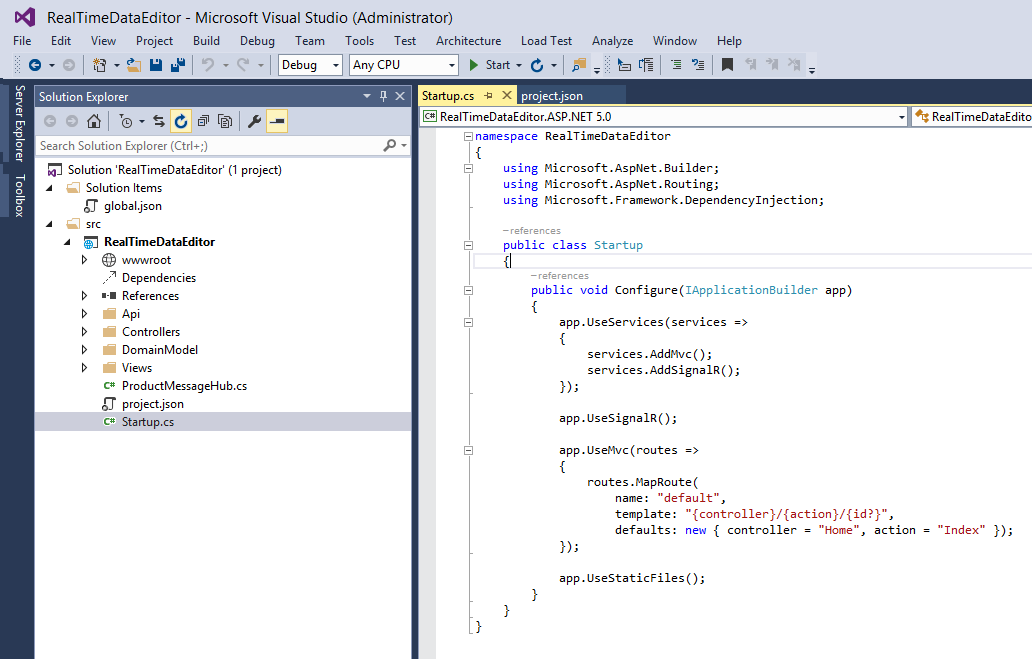 RealTimeDataEditor - Microsoft Visual Studio (Administrator)
File Edit View Project Build Debug Team Tools Test Architecture Load Test Analyze Window Help
Debug Any CPU Start
Server Explorer
Toolbox
Solution Explorer
Search Solution Explorer (Ctrl+;)
Solution 'RealTimeDataEditor' (1 project)
Solution Items
global.json
src
RealTimeDataEditor
wwwroot
Dependencies
References
Api
Controllers
DomainModel
Views
C# ProductMessageHub.cs
project.json
C# Startup.cs
Startup.cs project.json
C# RealTimeDataEditor.ASP.NET 5.0 RealTimeDataEdito
namespace RealTimeDataEditor
{
using Microsoft.AspNet.Builder;
using Microsoft.AspNet.Routing;
using Microsoft.Framework.DependencyInjection;
-references
public class Startup
{
-references
public void Configure(IApplicationBuilder app)
{
app.UseServices(services =>
{
services.AddMvc();
services.AddSignalR();
});
app.UseSignalR();
app.UseMvc(routes =>
{
routes.MapRoute(
name: "default",
template: "{controller}/{action}/{id?}",
defaults: new { controller = "Home", action = "Index" });
});
app.UseStaticFiles();
}
}
}